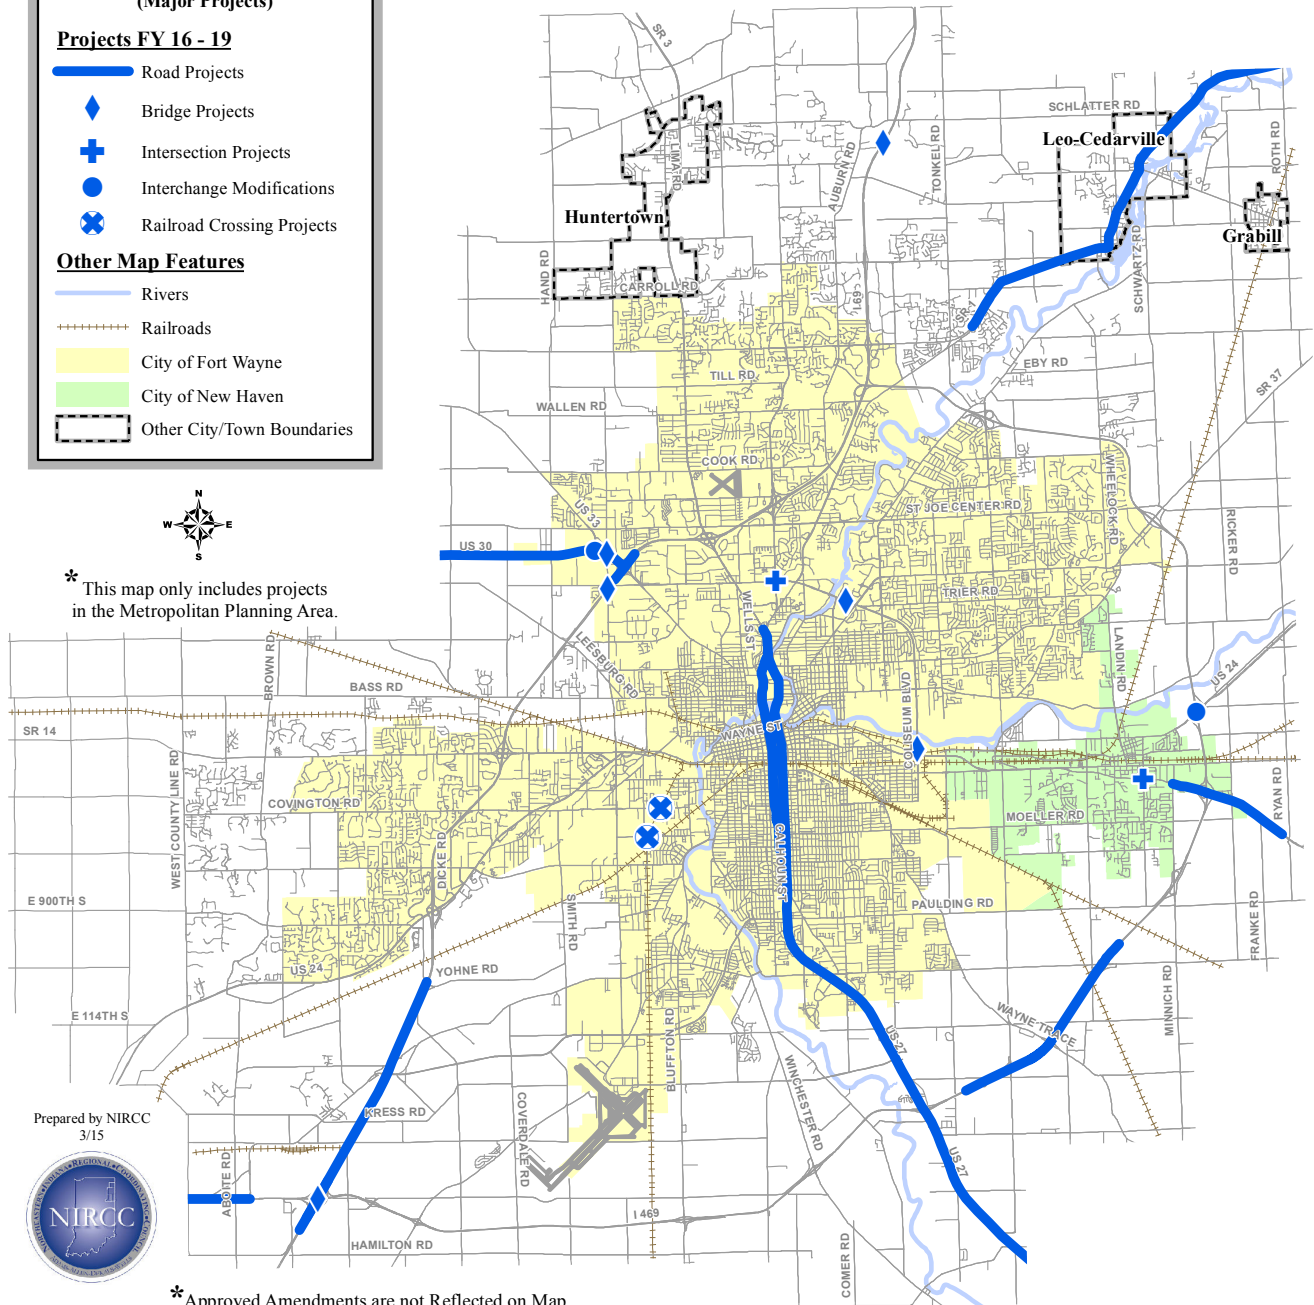 (Major Projects)
Projects FY 16 - 19
Road Projects
Bridge Projects
Intersection Projects
Interchange Modifications
Railroad Crossing Projects
Other Map Features
Rivers
Railroads
City of Fort Wayne
City of New Haven
Other City/Town Boundaries
N
W E
S
* This map only includes projects
in the Metropolitan Planning Area.
SR 3
SCHLATTER RD
Leo-Cedarville
ROTH RD
LIMA RD
AUBURN RD
TONKEL RD
Huntertown
Grabill
HAND RD
CARROLL RD
I 69
SCHWARTZ RD
SR 1
EBY RD
TILL RD
SR 37
WALLEN RD
COOK RD
WHEELOCK RD
US 33
ST JOE CENTER RD
RICKER RD
US 30
TRIER RD
WELLS ST
LEESBURG RD
BROWN RD
LANDIN RD
BASS RD
US 24
COLISEUM BLVD
SR 14
WAYNE ST
WEST COUNTY LINE RD
COVINGTON RD
RYAN RD
MOELLER RD
DICKE RD
CALHOUN ST
E 900TH S
SMITH RD
PAULDING RD
FRANKE RD
US 24
YOHNE RD
MINNICH RD
E 114TH S
WAYNE TRACE
US 27
BLUFFTON RD
WINCHESTER RD
KRESS RD
COVERDALE RD
Prepared by NIRCC
3/15
ABOITE RD
US 27
NORTHEASTERN INDIANA REGIONAL COORDINATING COUNCIL
NIRCC
I 469
HAMILTON RD
COMER RD
*Approved Amendments are not Reflected on Map